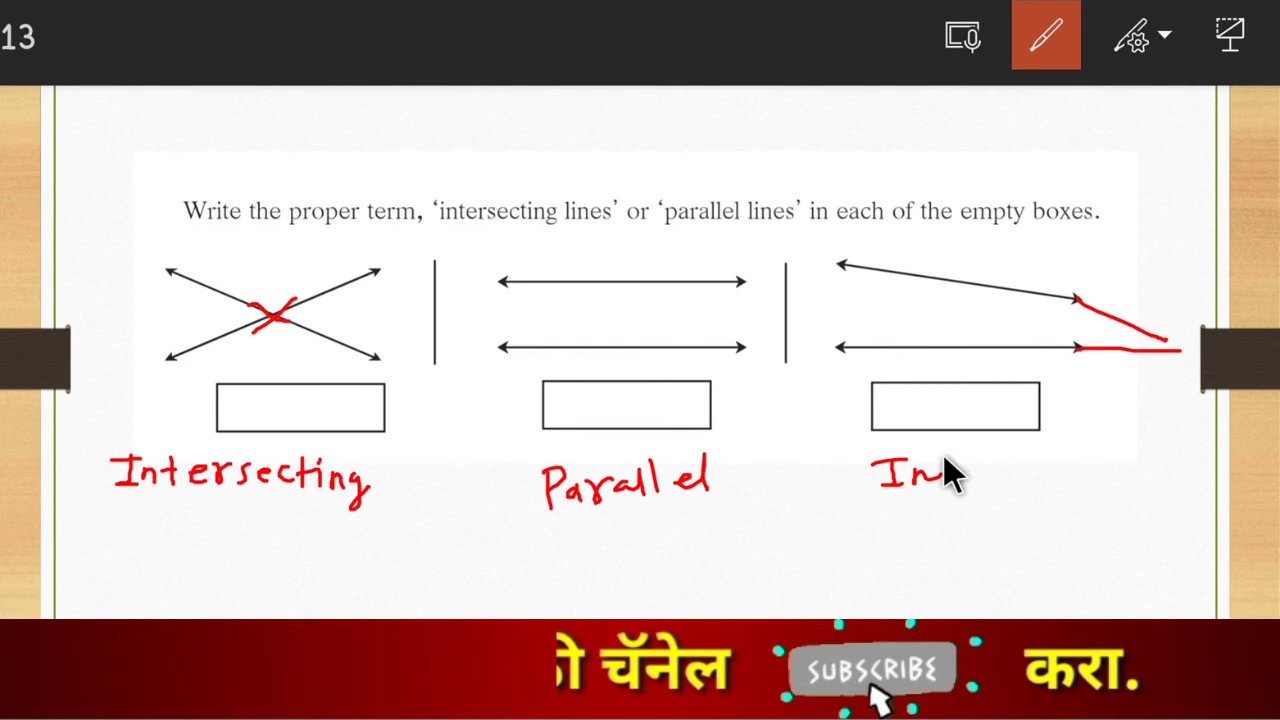 13
Write the proper term, ‘intersecting lines’ or ‘parallel lines’ in each of the empty boxes.
Intersecting Parallel In
चॅनेल SUBSCRIBE करा.